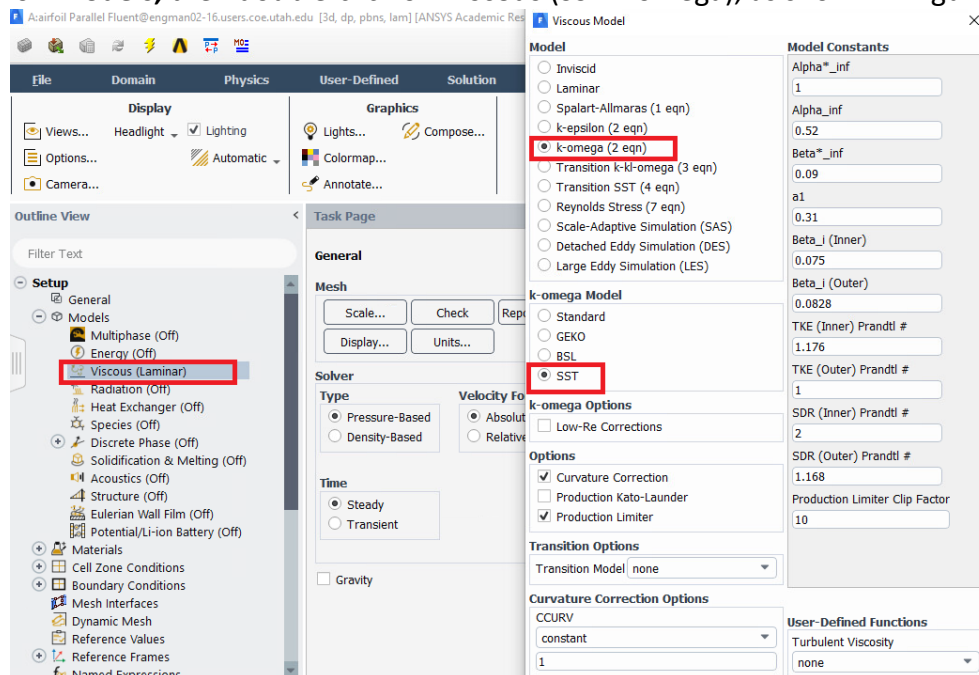 A:airfoil Parallel Fluent@engman02-16.users.coe.utah.edu [3d, dp, pbns, lam] [ANSYS Academic Res
File Domain Physics User-Defined Solution
Display
Views... Headlight Lighting
Options... Automatic
Camera...
Graphics
Lights... Compose...
Colormap...
Annotate...
Outline View
Filter Text
Setup
General
Models
Multiphase (Off)
Energy (Off)
Viscous (Laminar)
Radiation (Off)
Heat Exchanger (Off)
Species (Off)
Discrete Phase (Off)
Solidification & Melting (Off)
Acoustics (Off)
Structure (Off)
Eulerian Wall Film (Off)
Potential/Li-ion Battery (Off)
Materials
Cell Zone Conditions
Boundary Conditions
Mesh Interfaces
Dynamic Mesh
Reference Values
Reference Frames
Named Expressions
Task Page
General
Mesh
Scale... Check Repo
Display... Units...
Solver
Type Velocity Fo
Pressure-Based Absolut
Density-Based Relative
Time
Steady
Transient
Gravity
Viscous Model
Model
Inviscid
Laminar
Spalart-Allmaras (1 eqn)
k-epsilon (2 eqn)
k-omega (2 eqn)
Transition k-kl-omega (3 eqn)
Transition SST (4 eqn)
Reynolds Stress (7 eqn)
Scale-Adaptive Simulation (SAS)
Detached Eddy Simulation (DES)
Large Eddy Simulation (LES)
k-omega Model
Standard
GEKO
BSL
SST
k-omega Options
Low-Re Corrections
Options
Curvature Correction
Production Kato-Launder
Production Limiter
Transition Options
Transition Model none
Curvature Correction Options
CCURV
constant
1
Model Constants
Alpha*_inf
1
Alpha_inf
0.52
Beta*_inf
0.09
a1
0.31
Beta_i (Inner)
0.075
Beta_i (Outer)
0.0828
TKE (Inner) Prandtl #
1.176
TKE (Outer) Prandtl #
1
SDR (Inner) Prandtl #
2
SDR (Outer) Prandtl #
1.168
Production Limiter Clip Factor
10
User-Defined Functions
Turbulent Viscosity
none